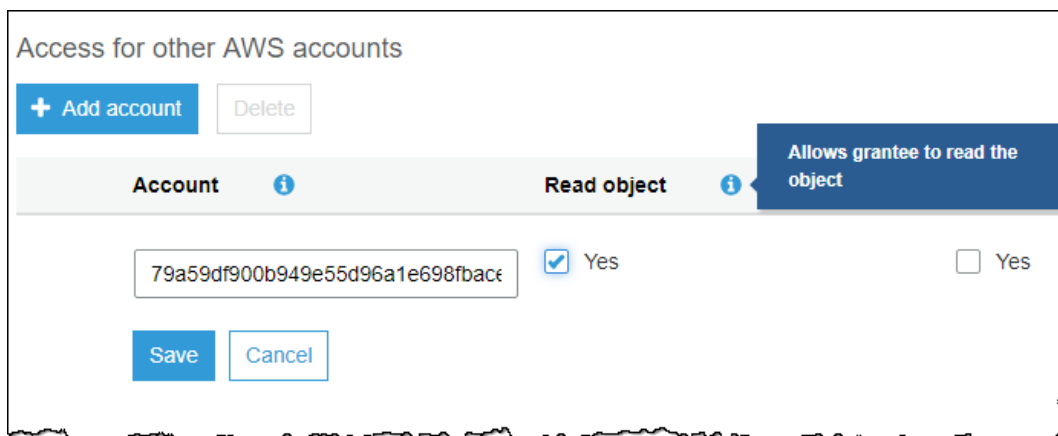 Access for other AWS accounts
+ Add account Delete
Allows grantee to read the
object
Account Read object
79a59df900b949e55d96a1e698fbace Yes Yes
Save Cancel